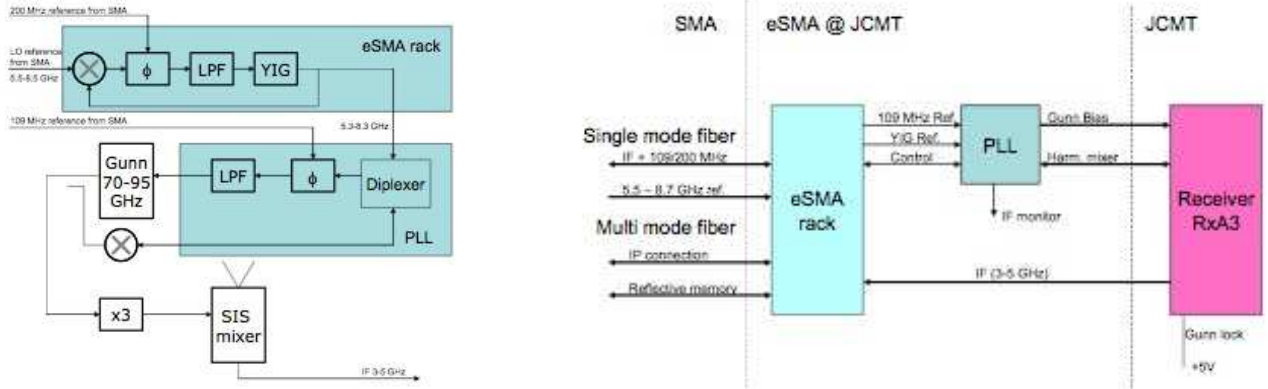 200 MHz reference from SMA
eSMA rack
LO reference
from SMA
5.5-8.5 GHz
ϕ
LPF
YIG
109 MHz reference from SMA
5.3-8.3 GHz
Gunn
70-95
GHz
LPF
ϕ
Diplexer
PLL
x3
SIS
mixer
IF 3-5 GHz
SMA
eSMA @ JCMT
JCMT
Single mode fiber
IF + 109/200 MHz
5.5 – 8.7 GHz ref.
Multi mode fiber
IP connection
Reflective memory
eSMA
rack
109 MHz Ref.
YIG Ref.
Control
PLL
Gunn Bias
Harm. mixer
IF monitor
IF (3-5 GHz)
Receiver
RxA3
Gunn lock
+5V